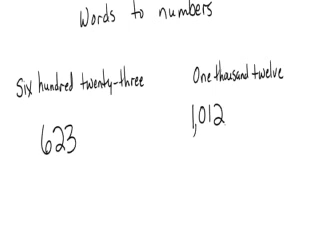 Words to numbers
Six hundred twenty-three
One thousand twelve
623
1,012